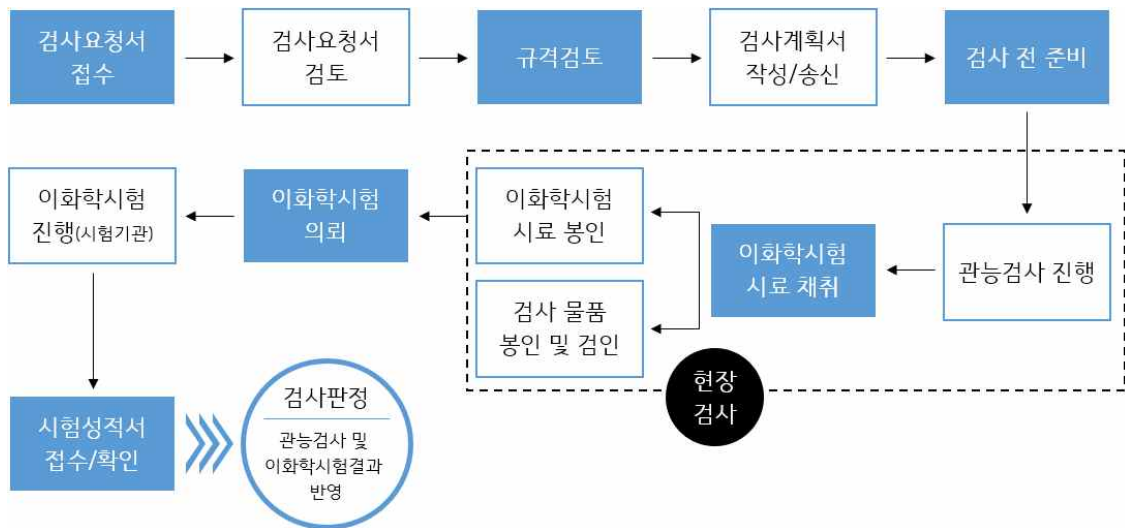 검사요청서
접수
검사요청서
검토
규격검토
검사계획서
작성/송신
검사 전 준비
관능검사 진행
이화학시험
시료 채취
이화학시험
시료 봉인
검사 물품
봉인 및 검인
현장
검사
이화학시험
의뢰
이화학시험
진행(시험기관)
시험성적서
접수/확인
검사판정
관능검사 및
이화학시험결과
반영